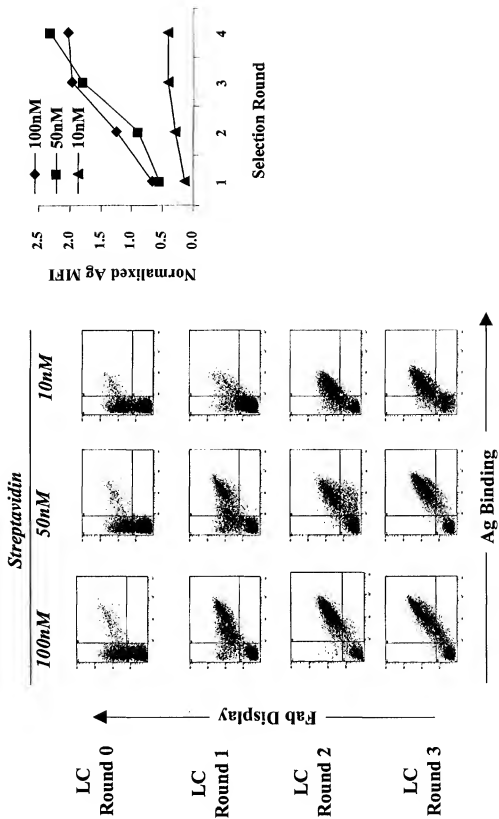 Streptavidin
100nM 50nM 10nM
LC
Round 0
LC
Round 1
LC
Round 2
LC
Round 3
Fab Display
Ag Binding
100nM
50nM
10nM
Normalized Ag MFI
2.5
2.0
1.5
1.0
0.5
0.0
1 2 3 4
Selection Round